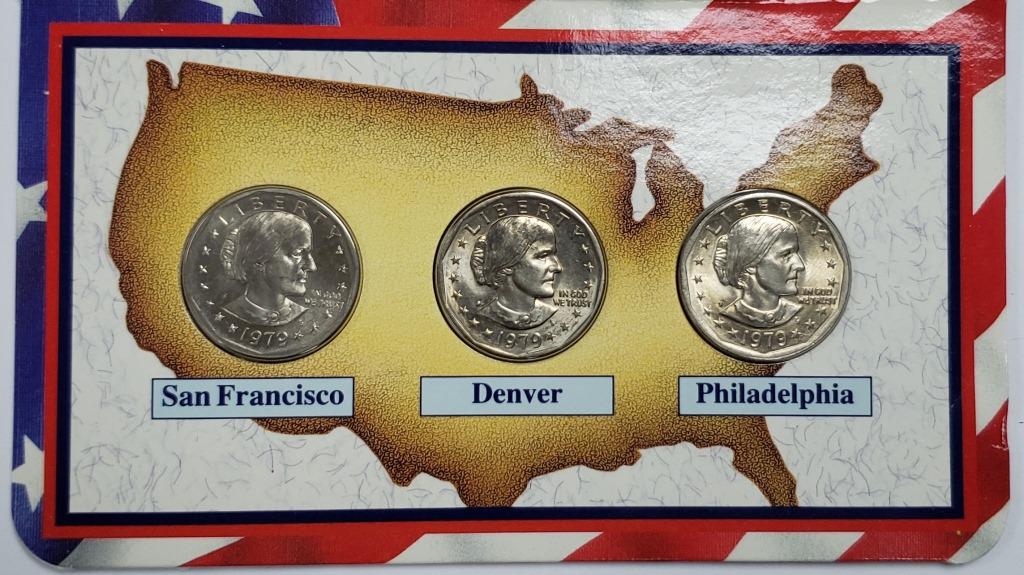 LIBERTY
IN GOD
WE TRUST
1979
LIBERTY
IN GOD
WE TRUST
1979
LIBERTY
IN GOD
WE TRUST
1979
San Francisco
Denver
Philadelphia